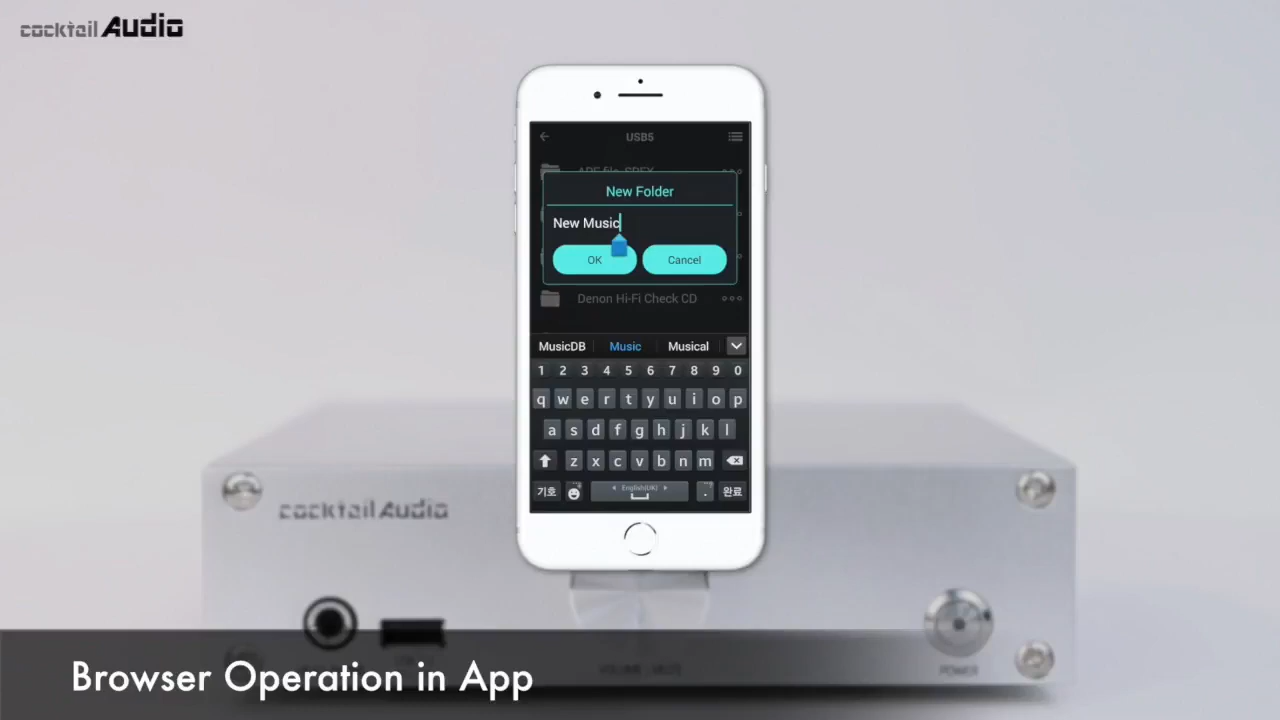 cocktail Audio
USB5
New Folder
New Music
OK
Cancel
Denon Hi-Fi Check CD
MusicDB Music Musical
1 2 3 4 5 6 7 8 9 0
q w e r t y u i o p
a s d f g h j k l
z x c v b n m
기호 English(UK) . 완료
cocktail Audio
POWER
Browser Operation in App